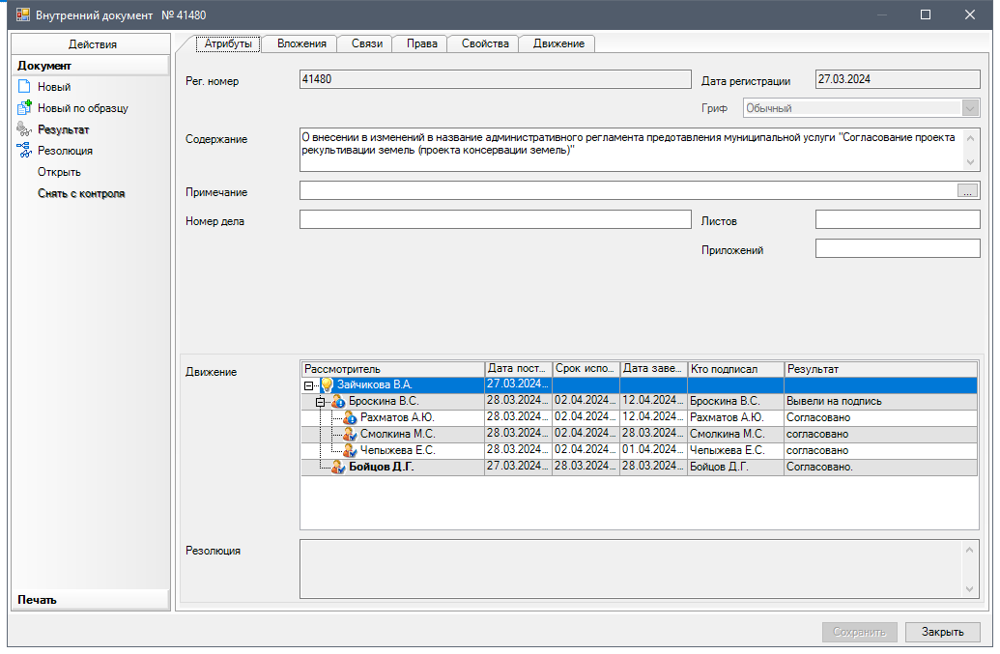 Внутренний документ № 41480
Действия
Документ
Новый
Новый по образцу
Результат
Резолюция
Открыть
Снять с контроля
Печать
Атрибуты Вложения Связи Права Свойства Движение
Рег. номер 41480 Дата регистрации 27.03.2024
Гриф Обычный
Содержание
О внесении в изменений в название административного регламента предотавления муниципальной услуги "Согласование проекта
рекультивации земель (проекта консервации земель)"
Примечание ...
Номер дела Листов
Приложений
Движение
Рассмотритель Дата пост... Срок испо... Дата заве... Кто подписал Результат
Зайчикова В.А. 27.03.2024...
Броскина В.С. 28.03.2024... 02.04.2024... 12.04.2024... Броскина В.С. Вывели на подпись
Рахматов А.Ю. 28.03.2024... 02.04.2024... 12.04.2024... Рахматов А.Ю. Согласовано
Смолкина М.С. 28.03.2024... 02.04.2024... 28.03.2024... Смолкина М.С. согласовано
Чепыжева Е.С. 28.03.2024... 02.04.2024... 01.04.2024... Чепыжева Е.С. согласовано
Бойцов Д.Г. 27.03.2024... 28.03.2024... 28.03.2024... Бойцов Д.Г. Согласовано.
Резолюция
Сохранить Закрыть